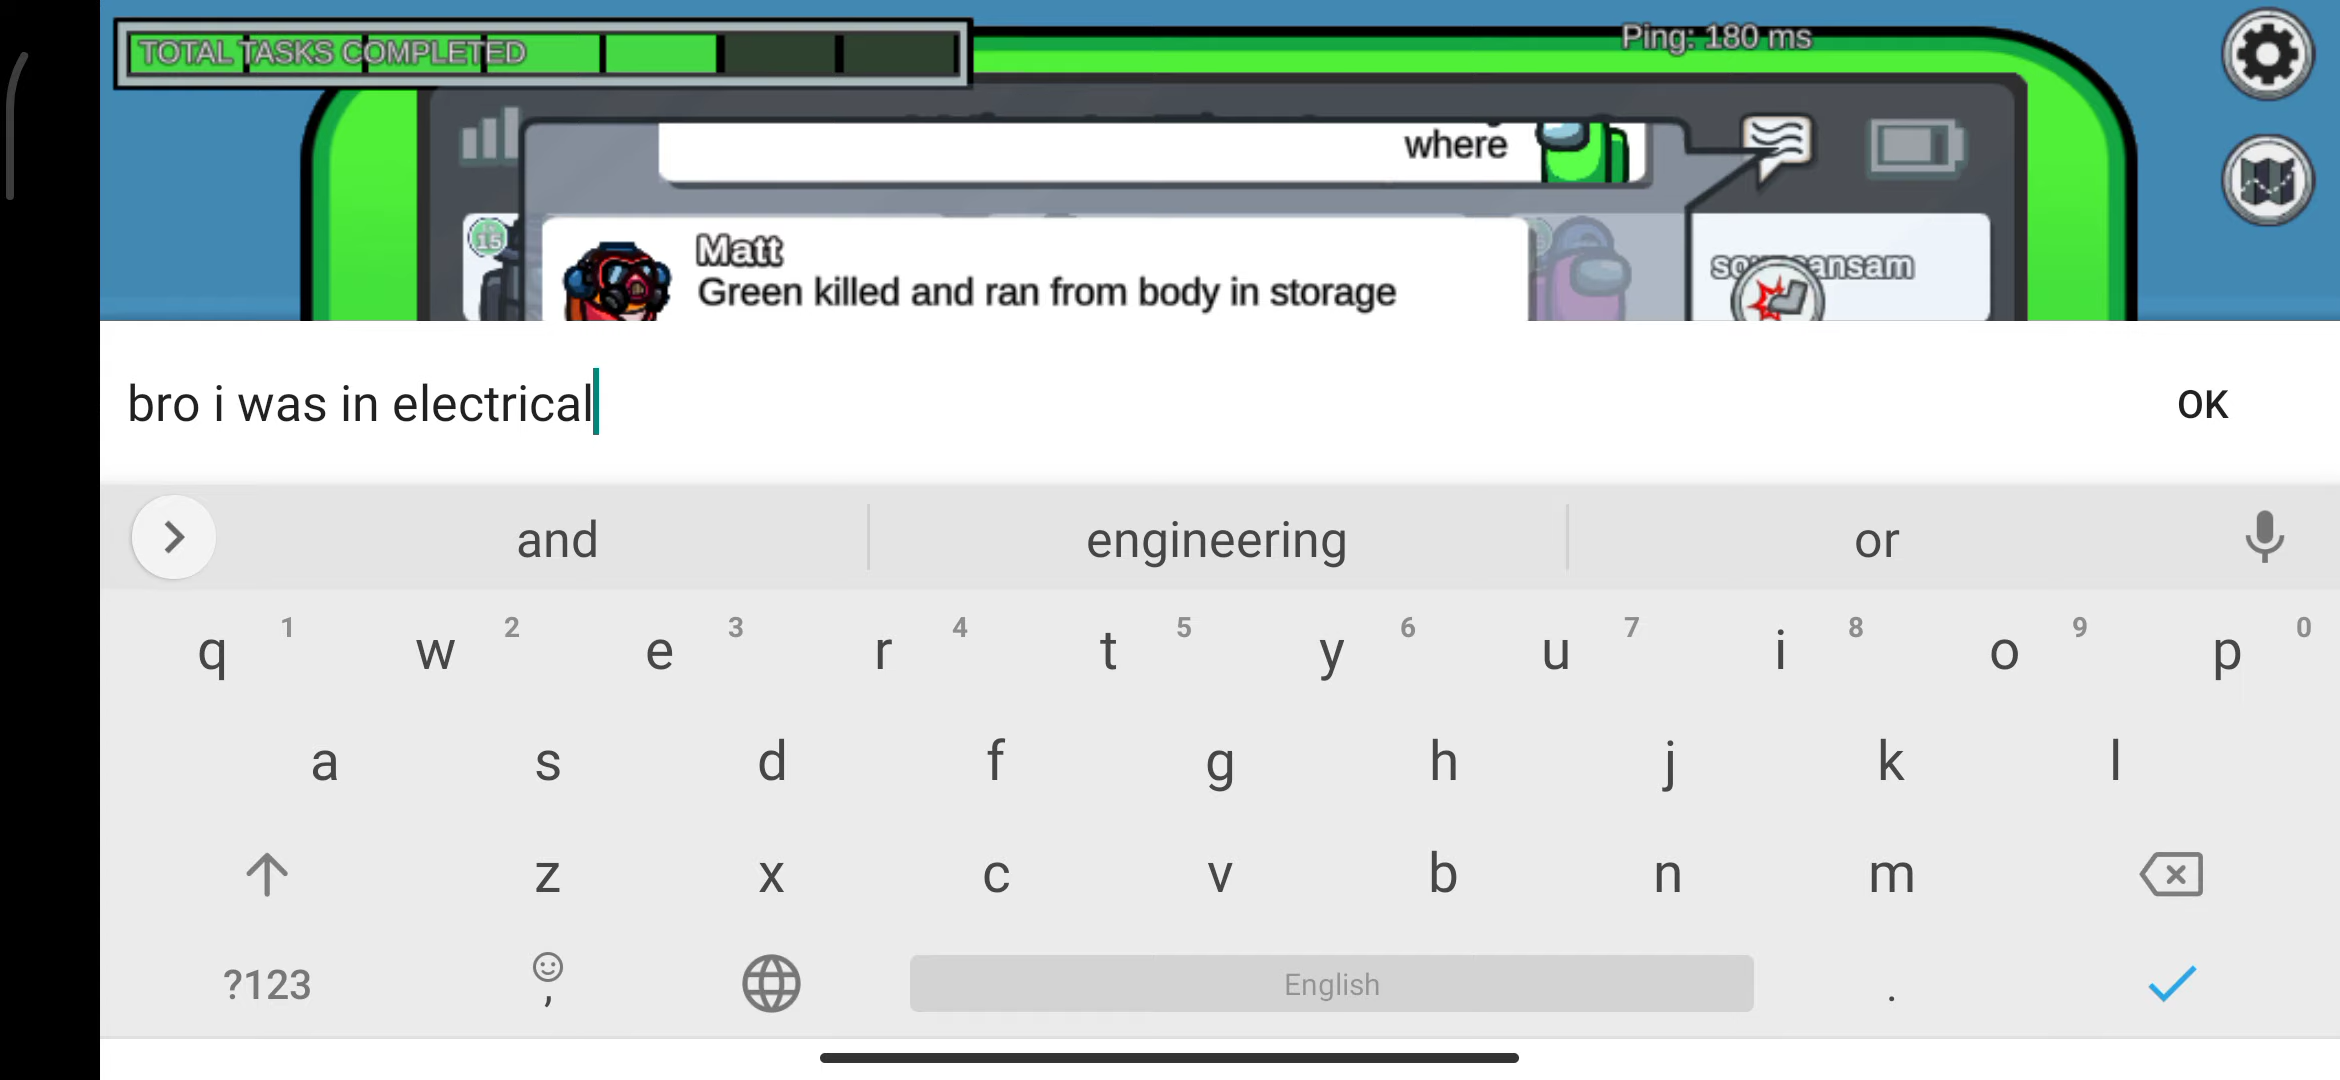 TOTAL TASKS COMPLETED
Ping: 180 ms
where
15
Matt
Green killed and ran from body in storage
bro i was in electrical
OK
and
engineering
or
q 1 w 2 e 3 r 4 t 5 y 6 u 7 i 8 o 9 p 0
a s d f g h j k l
z x c v b n m
?123
,
English
.